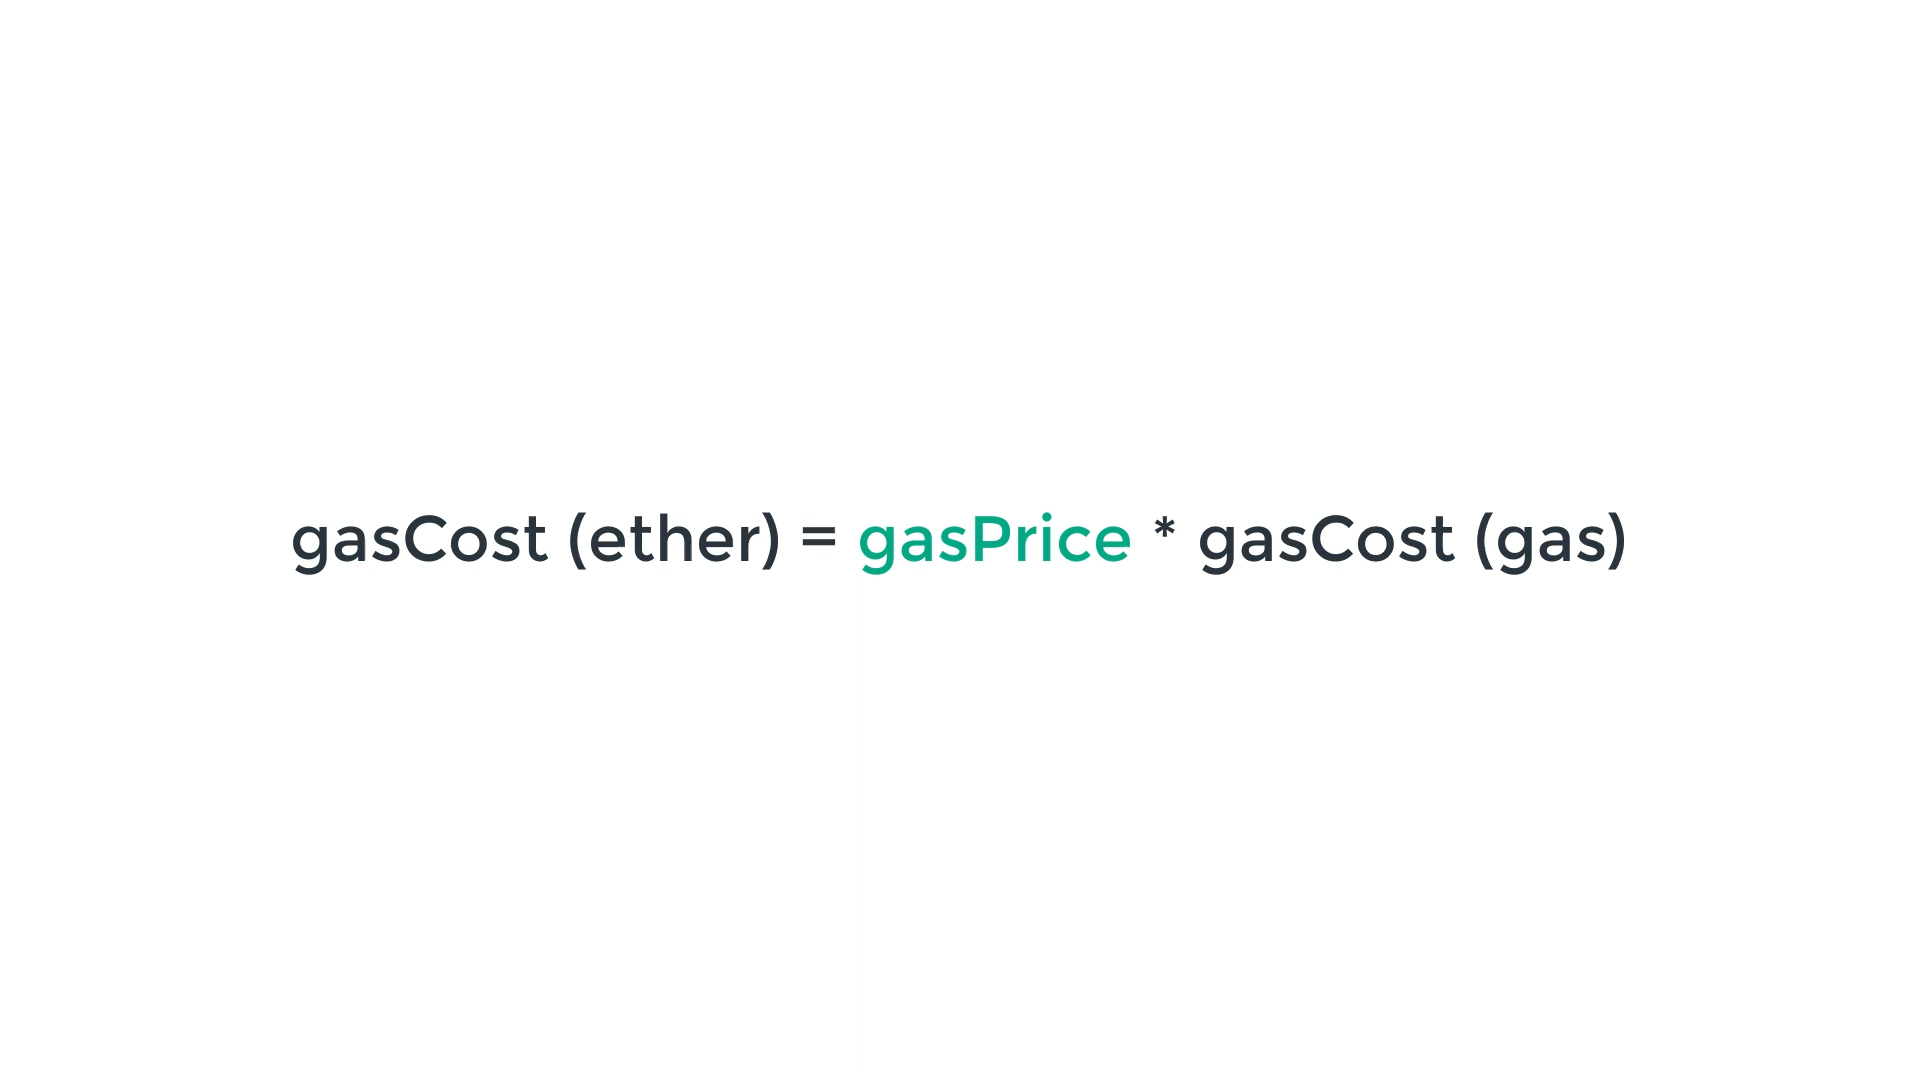 gasCost (ether) = gasPrice * gasCost (gas)